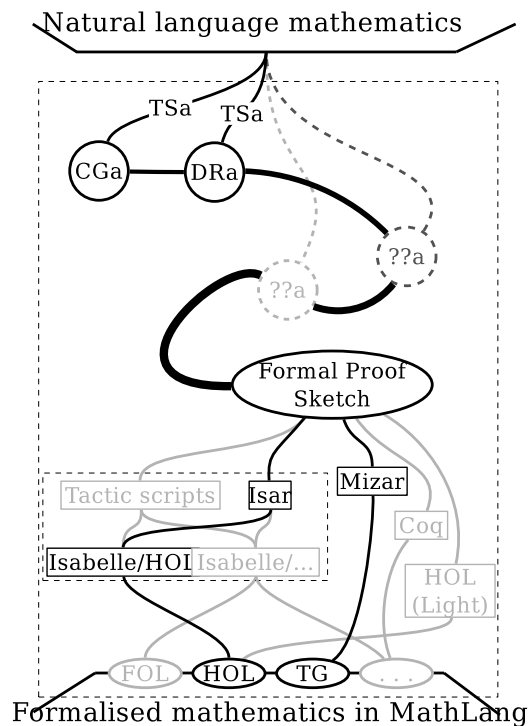 Natural language mathematics
TSa
TSa
CGa
DRa
??a
??a
Formal Proof
Sketch
Tactic scripts
Isar
Mizar
Coq
Isabelle/HOL
Isabelle/...
HOL
(Light)
FOL
HOL
TG
...
Formalised mathematics in MathLang